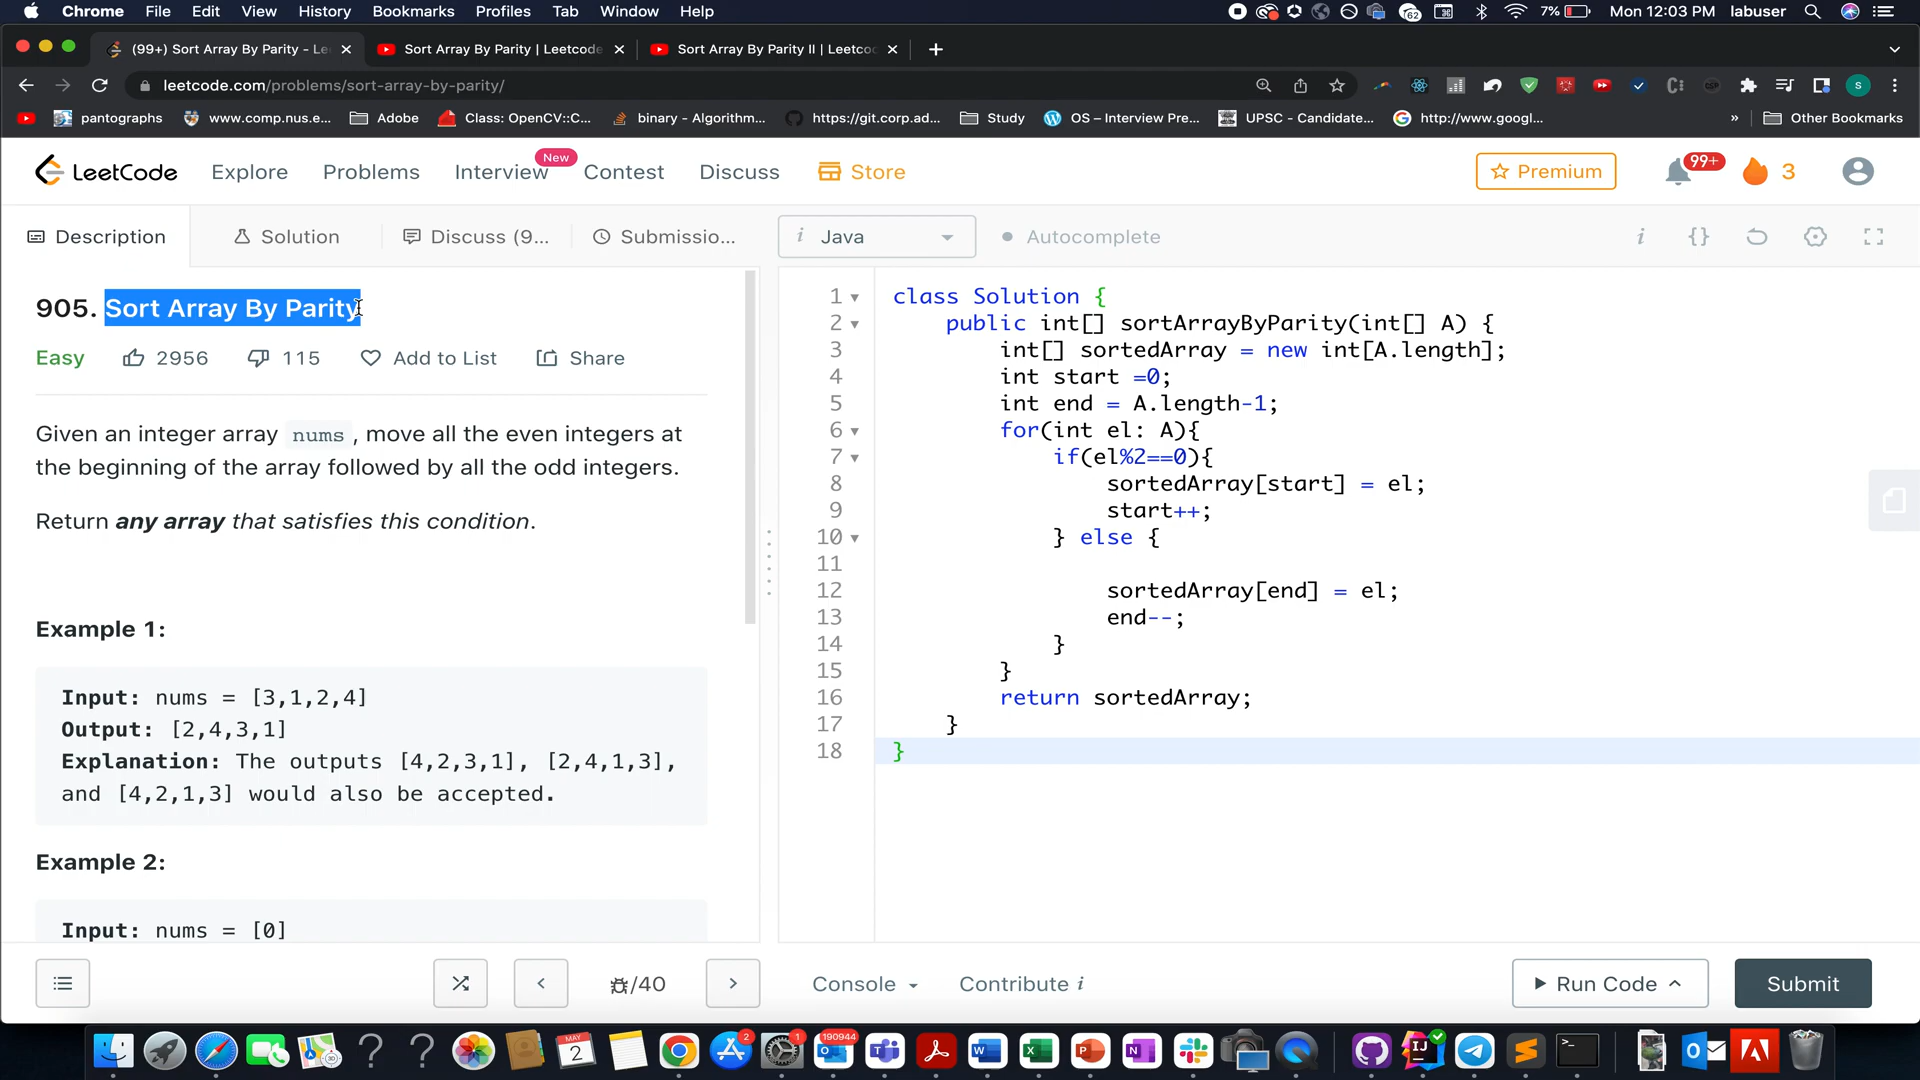 Chrome File Edit View History Bookmarks Profiles Tab Window Help 62 7% Mon 12:03 PM labuser
(99+) Sort Array By Parity - Le
Sort Array By Parity | Leetcode
Sort Array By Parity II | Leetco
leetcode.com/problems/sort-array-by-parity/
S
pantographs www.comp.nus.e... Adobe Class: OpenCV::C... binary - Algorithm... https://git.corp.ad... Study OS – Interview Pre... UPSC - Candidate... http://www.googl... » Other Bookmarks
LeetCode Explore Problems Interview New Contest Discuss Store Premium 99+ 3
Description Solution Discuss (9... Submissio...
i Java Autocomplete i {}
905. Sort Array By Parity
Easy 2956 115 Add to List Share
Given an integer array nums, move all the even integers at
the beginning of the array followed by all the odd integers.
Return any array that satisfies this condition.
Example 1:
Input: nums = [3,1,2,4]
Output: [2,4,3,1]
Explanation: The outputs [4,2,3,1], [2,4,1,3],
and [4,2,1,3] would also be accepted.
Example 2:
Input: nums = [0]
1 class Solution {
2 public int[] sortArrayByParity(int[] A) {
3 int[] sortedArray = new int[A.length];
4 int start =0;
5 int end = A.length-1;
6 for(int el: A){
7 if(el%2==0){
8 sortedArray[start] = el;
9 start++;
10 } else {
11
12 sortedArray[end] = el;
13 end--;
14 }
15 }
16 return sortedArray;
17 }
18 }
/40
Console Contribute i Run Code Submit
MAY 2
2
1
190944